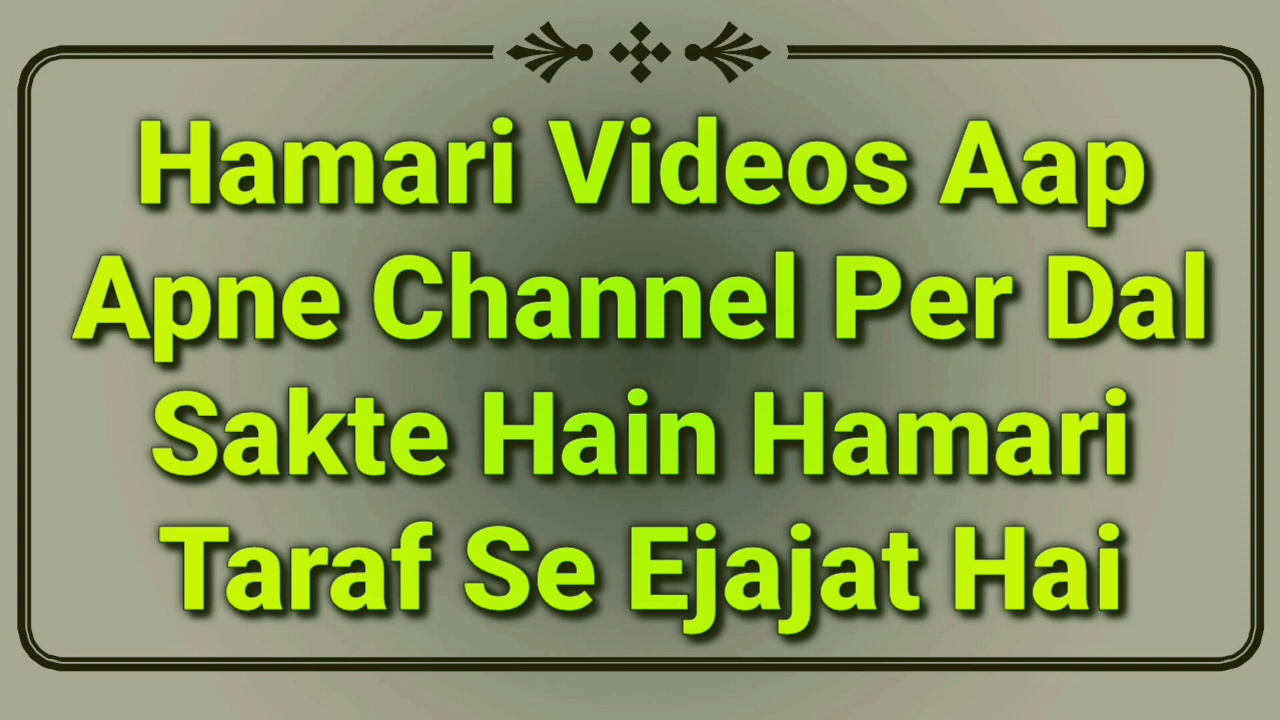 Hamari Videos Aap
Apne Channel Per Dal
Sakte Hain Hamari
Taraf Se Ejajat Hai